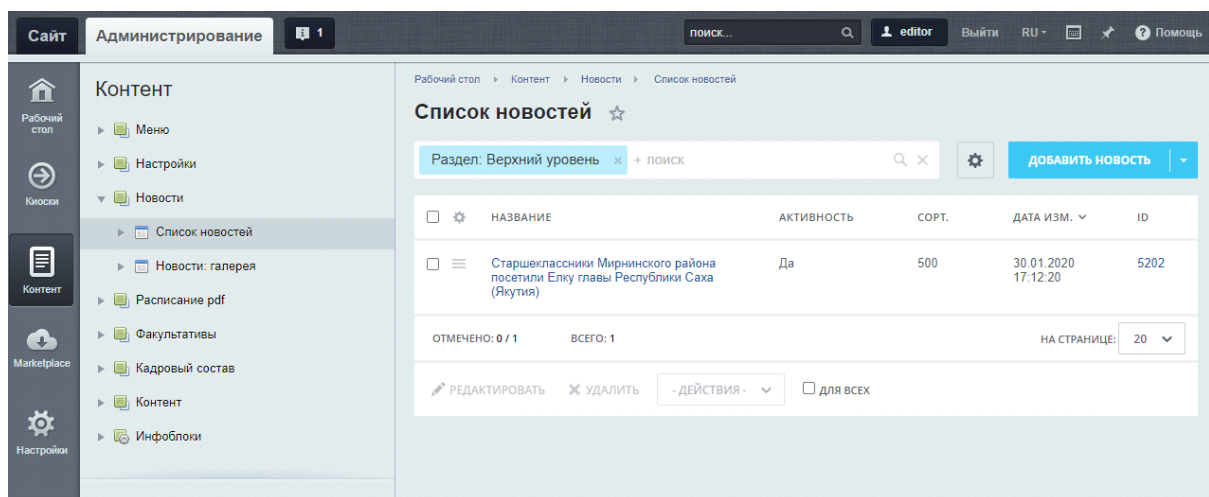 Сайт
Администрирование
1
поиск...
editor
Выйти
RU
Помощь
Рабочий
стол
Киоски
Контент
Marketplace
Настройки
Контент
Меню
Настройки
Новости
Список новостей
Новости: галерея
Расписание pdf
Факультативы
Кадровый состав
Контент
Инфоблоки
Рабочий стол Контент Новости Список новостей
Список новостей
Раздел: Верхний уровень × + поиск
ДОБАВИТЬ НОВОСТЬ
НАЗВАНИЕ АКТИВНОСТЬ СОРТ. ДАТА ИЗМ. ID
Старшеклассники Мирнинского района Да 500 30.01.2020 5202
посетили Елку главы Республики Саха 17:12:20
(Якутия)
ОТМЕЧЕНО: 0 / 1 ВСЕГО: 1 НА СТРАНИЦЕ: 20
РЕДАКТИРОВАТЬ УДАЛИТЬ - ДЕЙСТВИЯ - ДЛЯ ВСЕХ